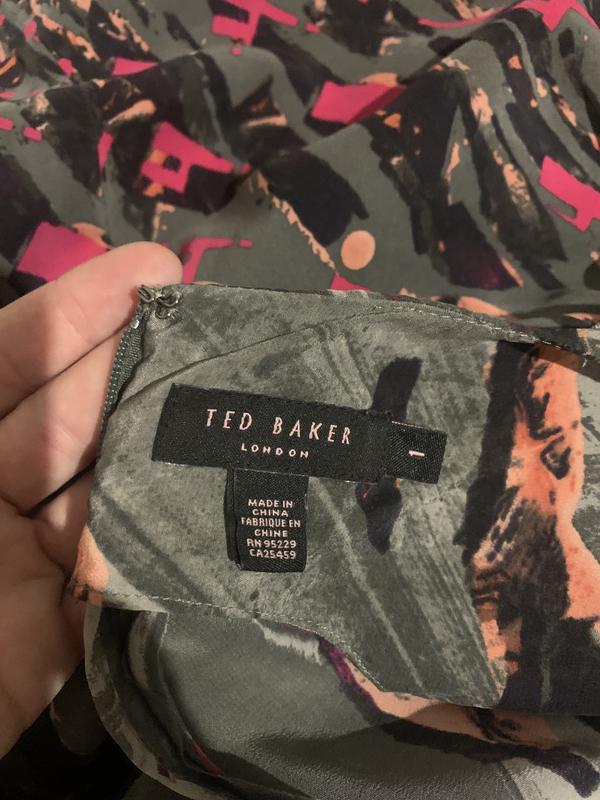 TED BAKER
LONDON
1
MADE IN
CHINA
FABRIQUE EN
CHINE
RN 95229
CA25459